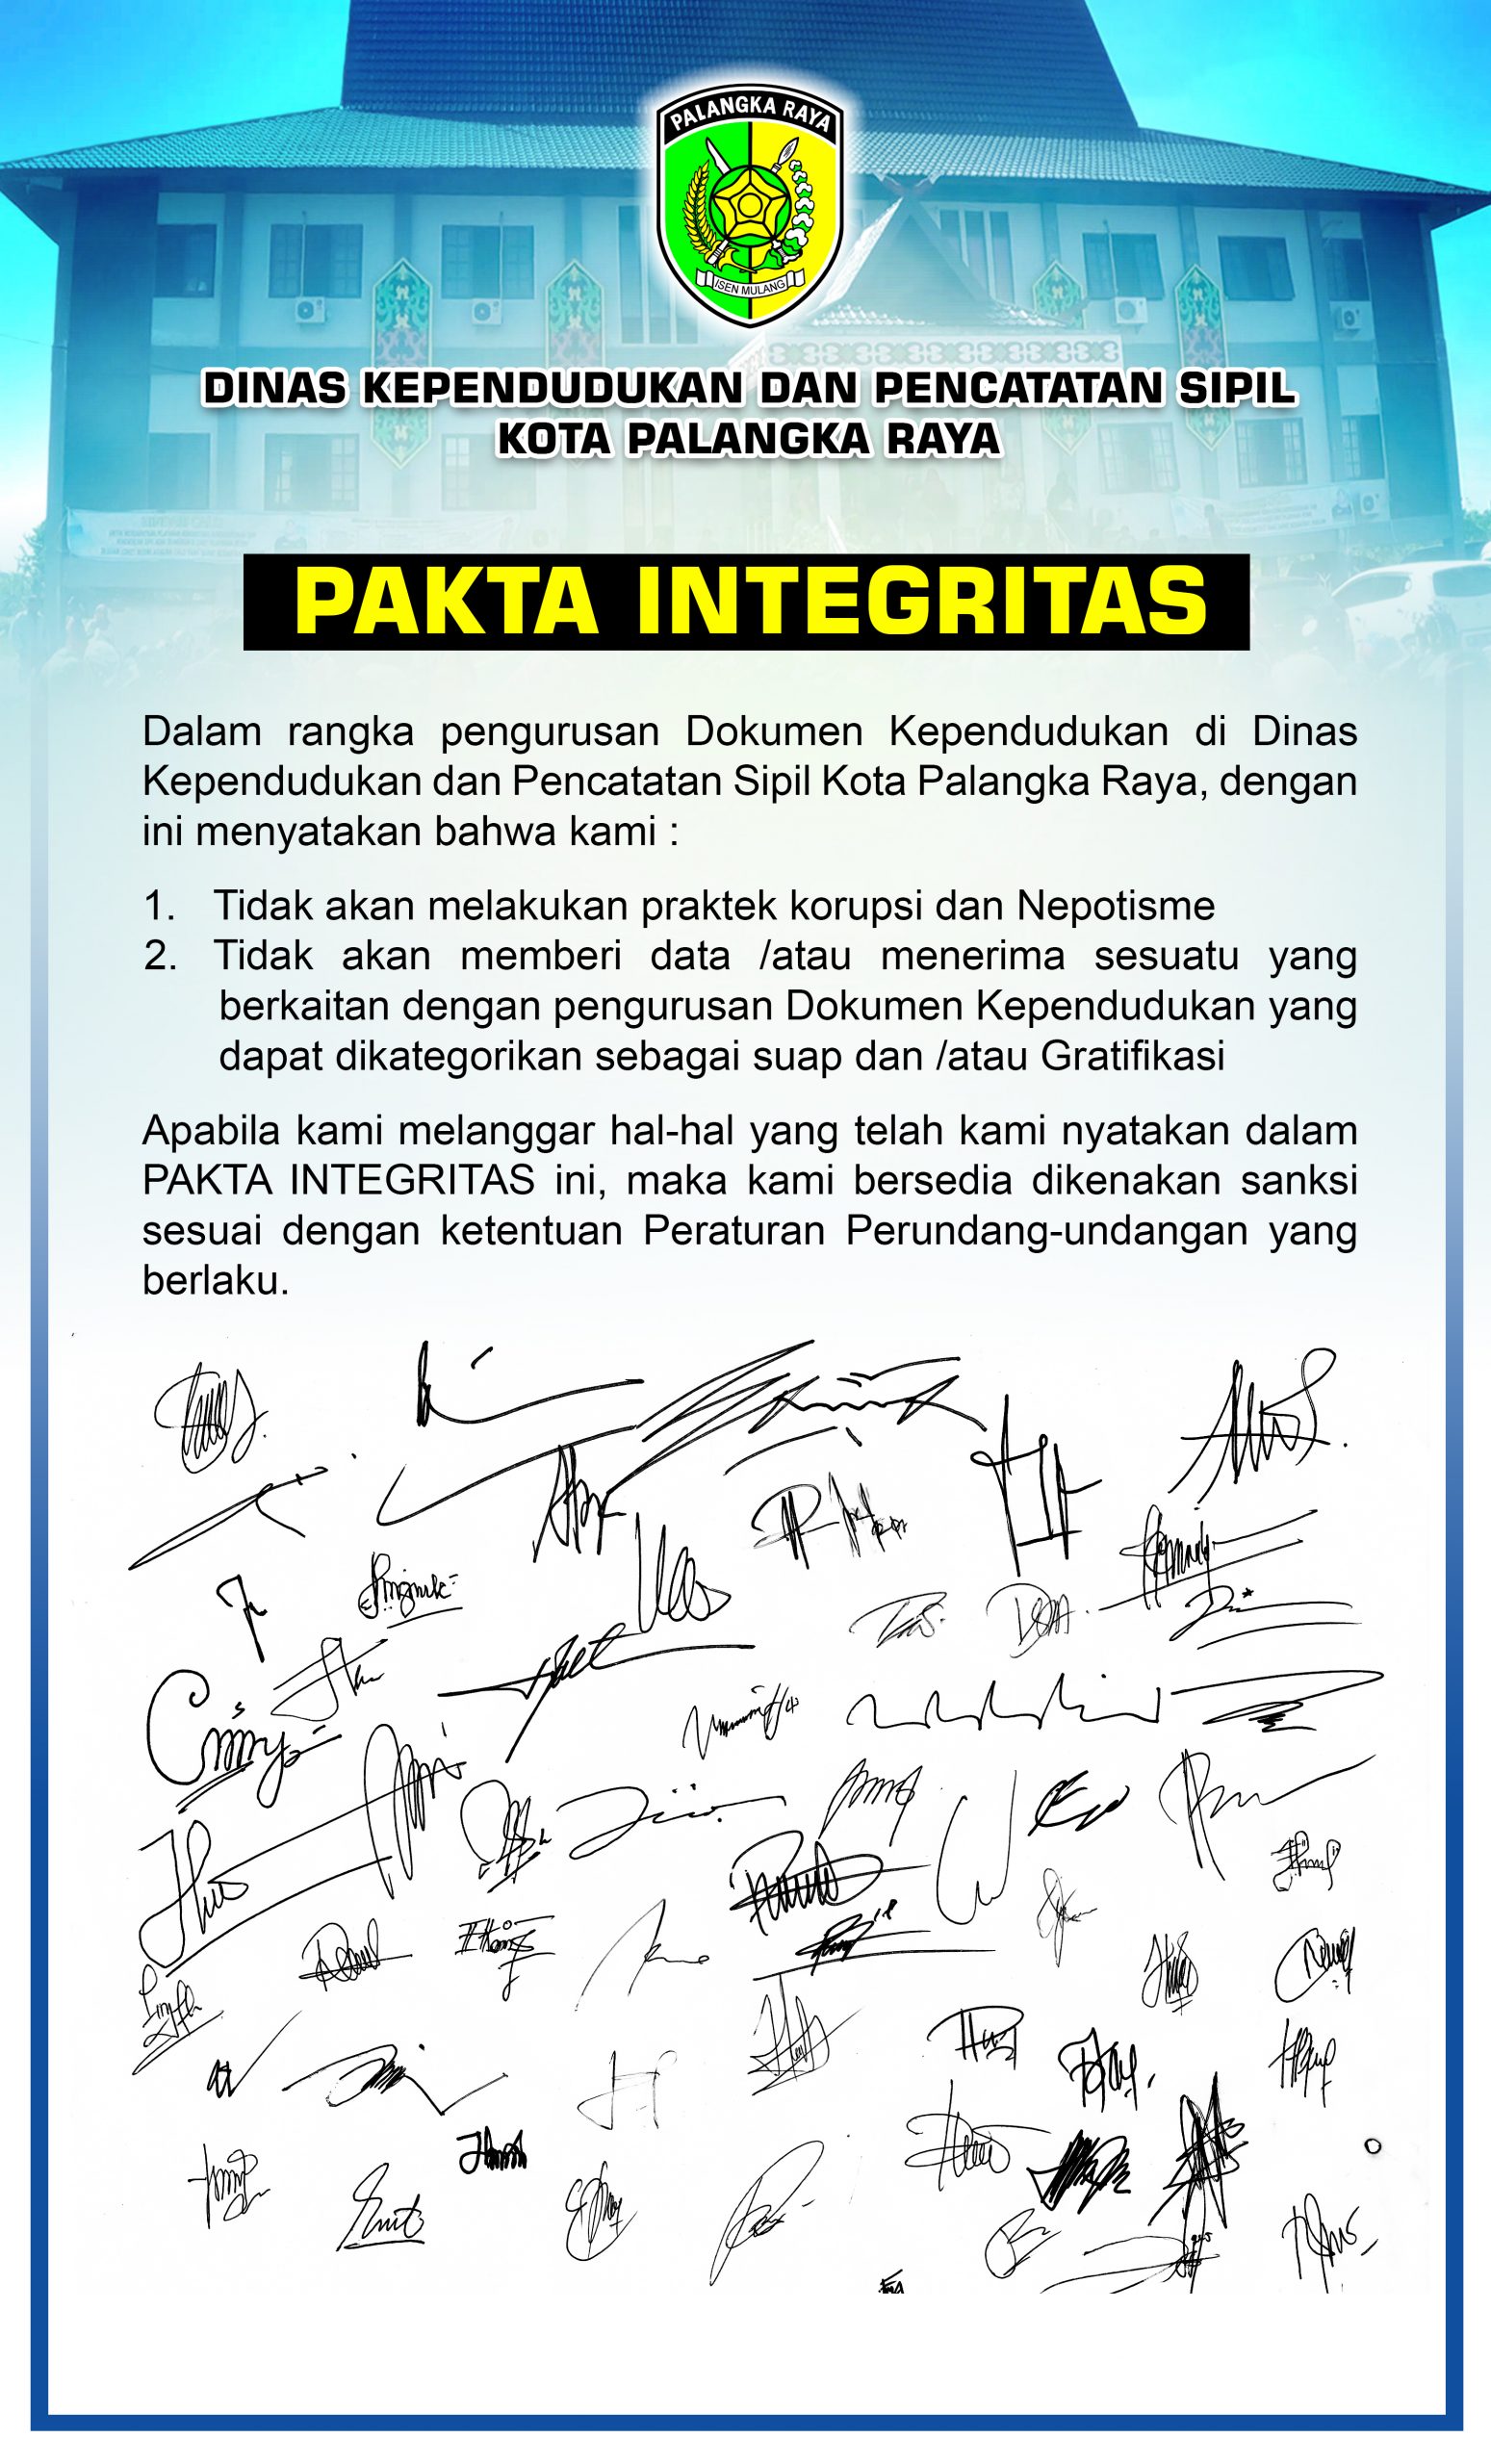 PALANGKA RAYA
ISEN MULANG
DINAS KEPENDUDUKAN DAN PENCATATAN SIPIL
KOTA PALANGKA RAYA
PAKTA INTEGRITAS
Dalam rangka pengurusan Dokumen Kependudukan di Dinas
Kependudukan dan Pencatatan Sipil Kota Palangka Raya, dengan
ini menyatakan bahwa kami :
1. Tidak akan melakukan praktek korupsi dan Nepotisme
2. Tidak akan memberi data /atau menerima sesuatu yang
berkaitan dengan pengurusan Dokumen Kependudukan yang
dapat dikategorikan sebagai suap dan /atau Gratifikasi
Apabila kami melanggar hal-hal yang telah kami nyatakan dalam
PAKTA INTEGRITAS ini, maka kami bersedia dikenakan sanksi
sesuai dengan ketentuan Peraturan Perundang-undangan yang
berlaku.